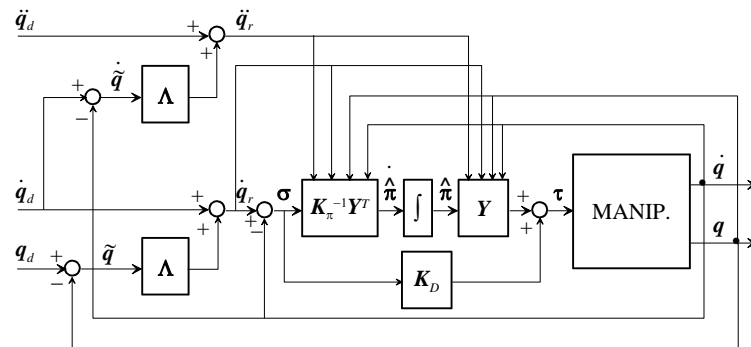 q̈_d + + q̈_r
+ − q̃̇ Λ
q̇_d + + q̇_r + − σ K_π⁻¹Y^T π̂̇ ∫ π̂ Y + + τ MANIP. q̇
q_d + − q̃ Λ K_D q